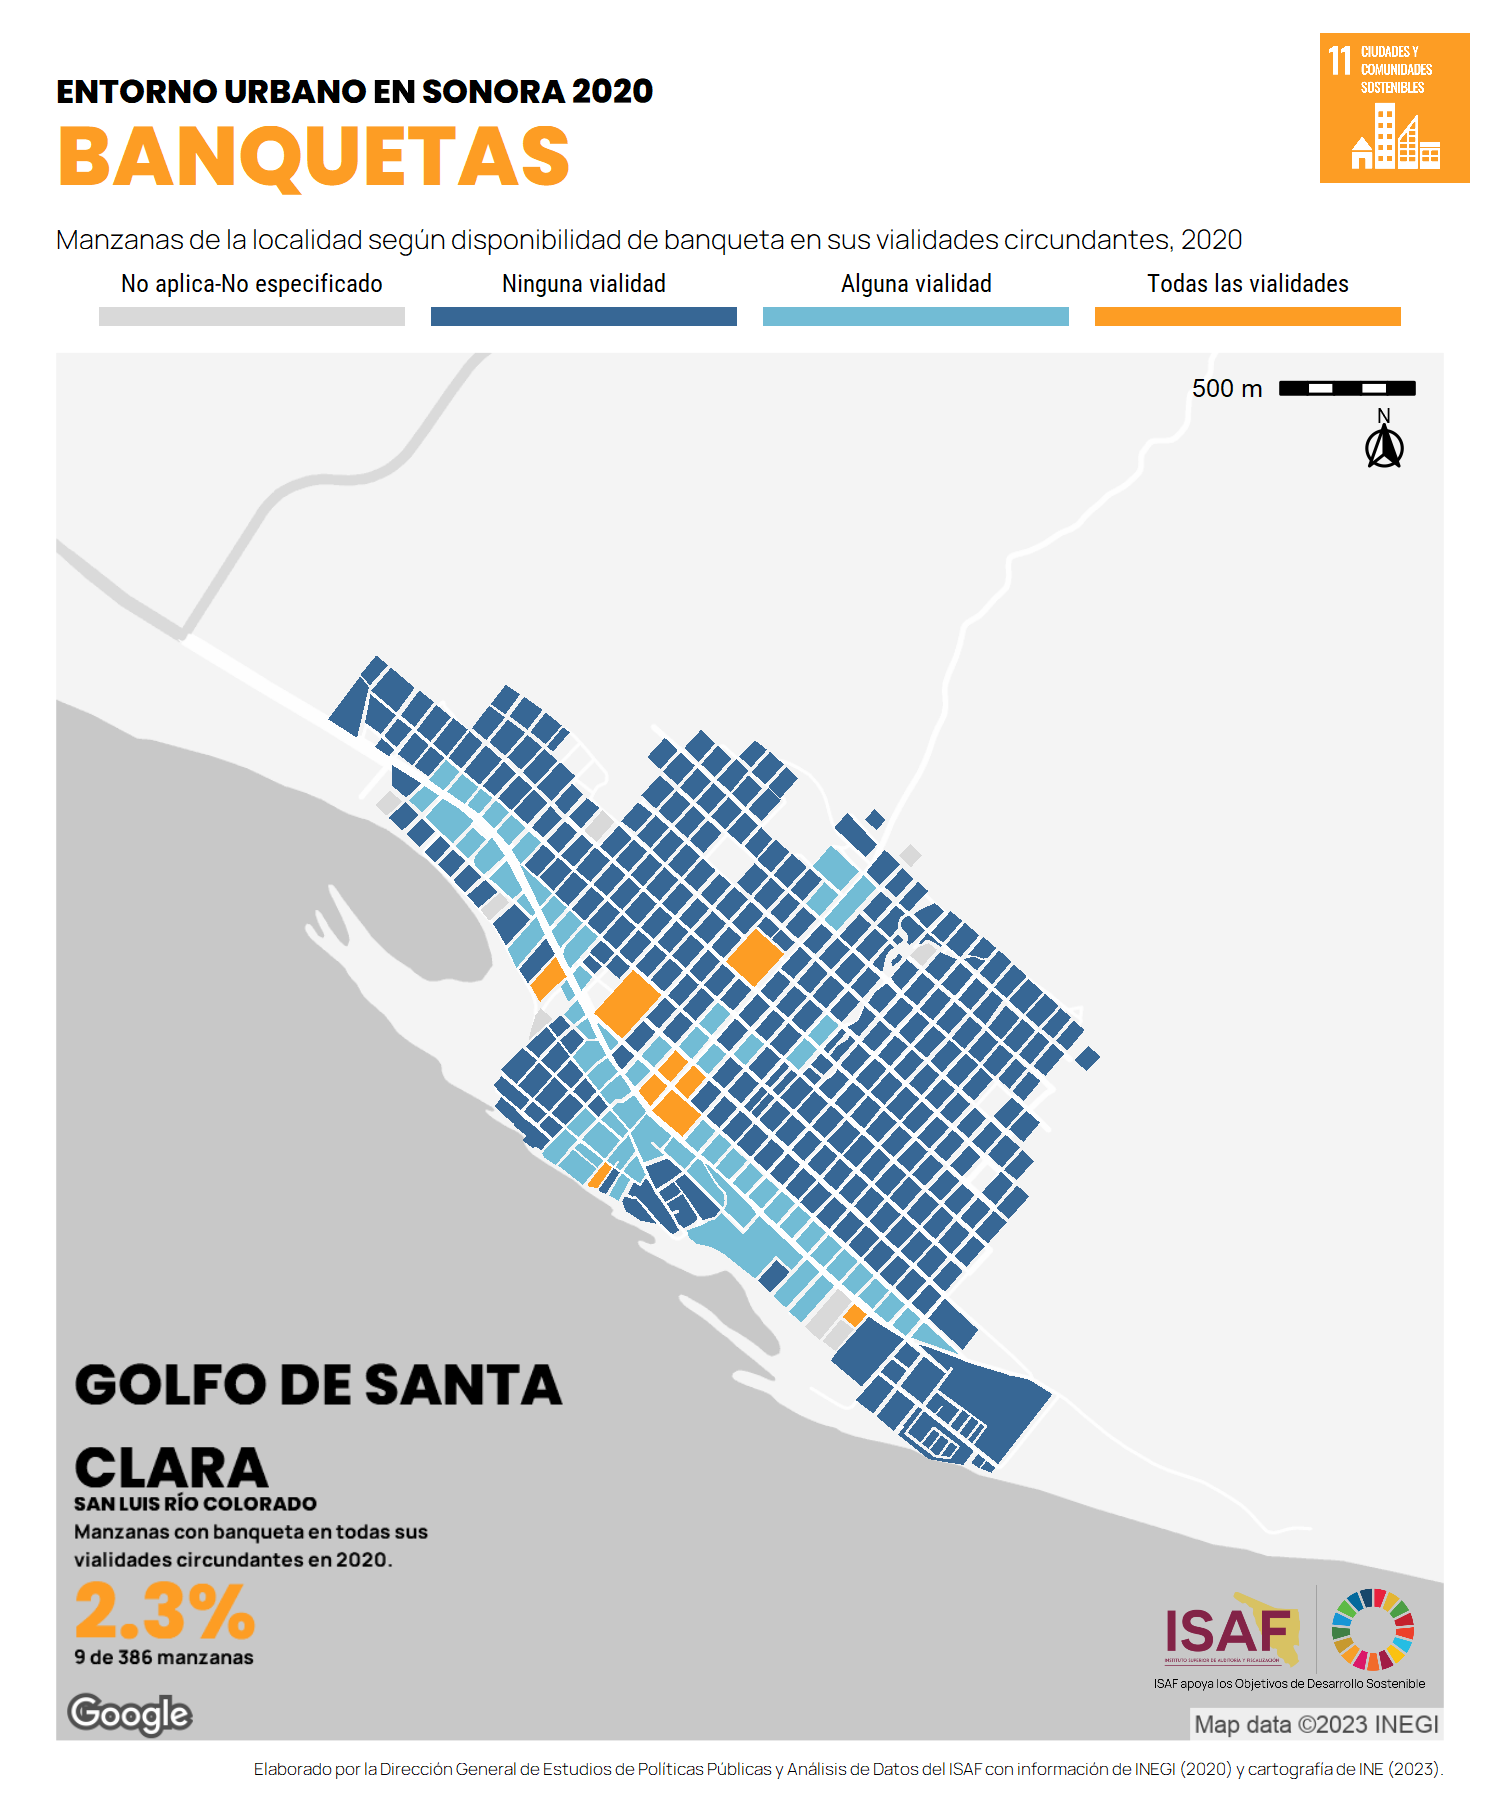 11 CIUDADES Y
COMUNIDADES
SOSTENIBLES
ENTORNO URBANO EN SONORA 2020
BANQUETAS
Manzanas de la localidad según disponibilidad de banqueta en sus vialidades circundantes, 2020
No aplica-No especificado
Ninguna vialidad
Alguna vialidad
Todas las vialidades
500 m
N
GOLFO DE SANTA
CLARA
SAN LUIS RÍO COLORADO
Manzanas con banqueta en todas sus
vialidades circundantes en 2020.
2.3%
9 de 386 manzanas
Google
ISAF
INSTITUTO SUPERIOR DE AUDITORÍA Y FISCALIZACIÓN
ISAF apoya los Objetivos de Desarrollo Sostenible
Map data ©2023 INEGI
Elaborado por la Dirección General de Estudios de Políticas Públicas y Análisis de Datos del ISAF con información de INEGI (2020) y cartografía de INE (2023).